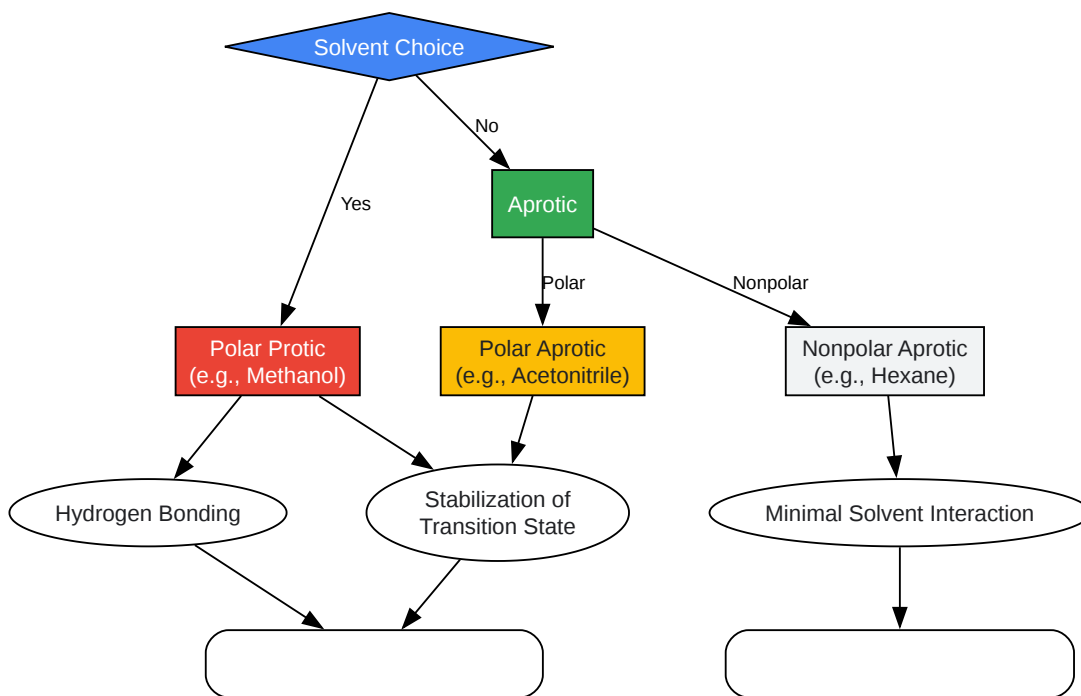 Solvent Choice
No
Yes
Aprotic
Polar
Nonpolar
Polar Protic
(e.g., Methanol)
Polar Aprotic
(e.g., Acetonitrile)
Nonpolar Aprotic
(e.g., Hexane)
Hydrogen Bonding
Stabilization of
Transition State
Minimal Solvent Interaction